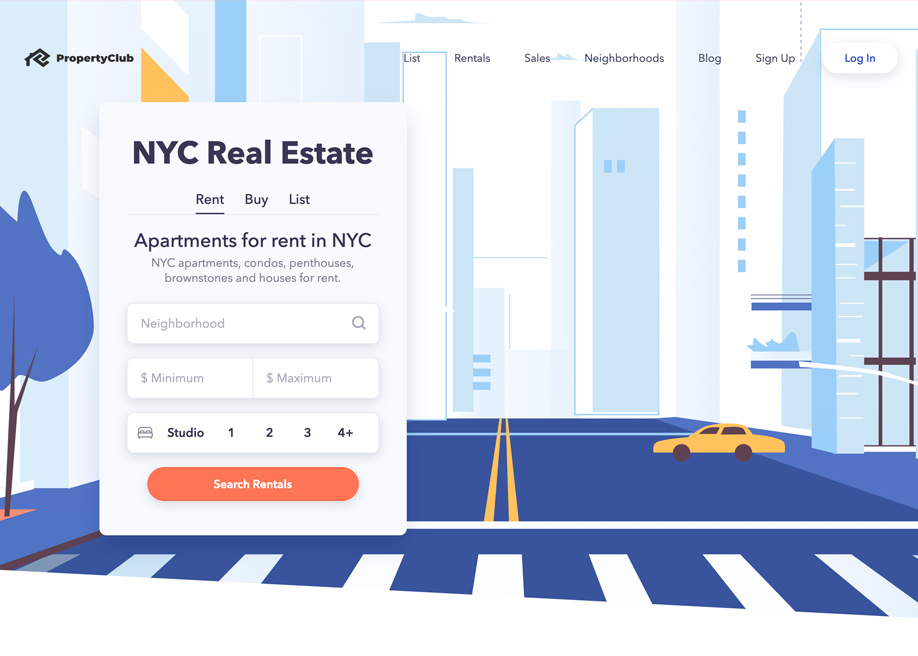 PropertyClub
List Rentals Sales Neighborhoods Blog Sign Up Log In
NYC Real Estate
Rent Buy List
Apartments for rent in NYC
NYC apartments, condos, penthouses,
brownstones and houses for rent.
Neighborhood
$ Minimum $ Maximum
Studio 1 2 3 4+
Search Rentals